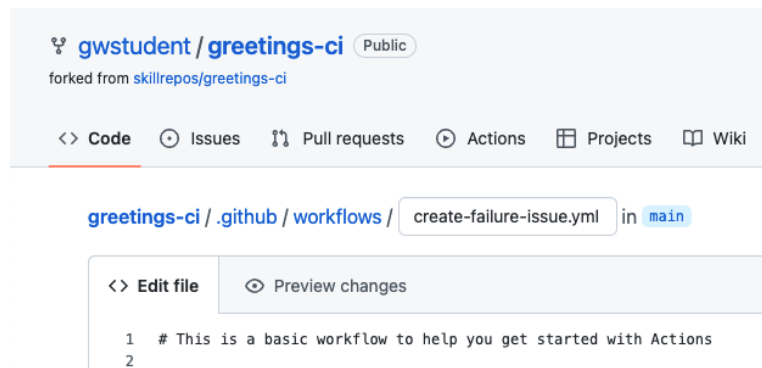 gwstudent / greetings-ci Public
forked from skillrepos/greetings-ci
<> Code Issues Pull requests Actions Projects Wiki
greetings-ci / .github / workflows / create-failure-issue.yml in main
<> Edit file Preview changes
1 # This is a basic workflow to help you get started with Actions
2